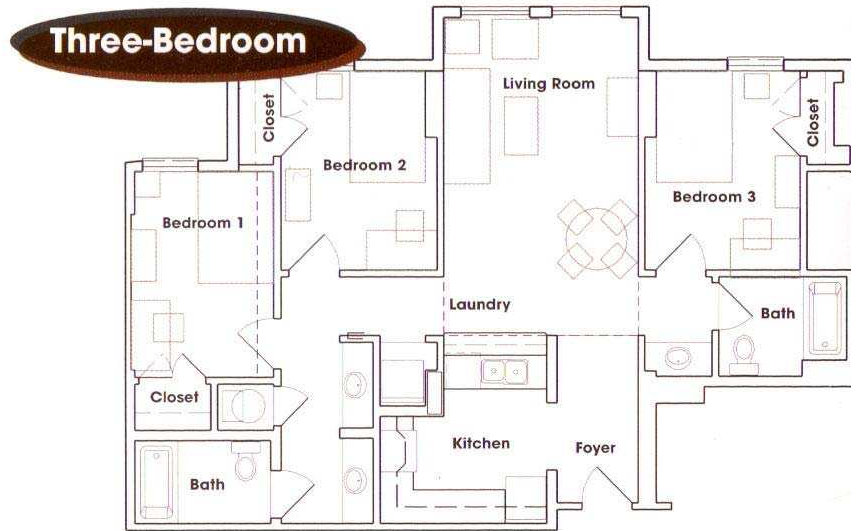 Three-Bedroom
Living Room
Closet
Closet
Bedroom 2
Bedroom 3
Bedroom 1
Laundry
Bath
Closet
Kitchen
Foyer
Bath